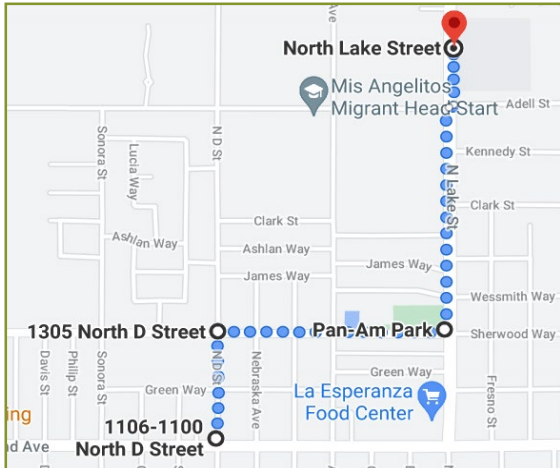 North Lake Street
Ave
Mis Angelitos
Migrant Head Start
Adell St
Sonora St
Lucia Way
N D St
Kennedy St
N Lake St
Clark St
Clark St
Ashlan Way
Ashlan Way
James Way
James Way
Wessmith Way
1305 North D Street
Pan-Am Park
Sherwood Way
Davis St
Philip St
Sonora St
N D St
Nebraska Ave
Green Way
Green Way
La Esperanza
Food Center
Fresno St
ing
1106-1100
North D Street
d Ave